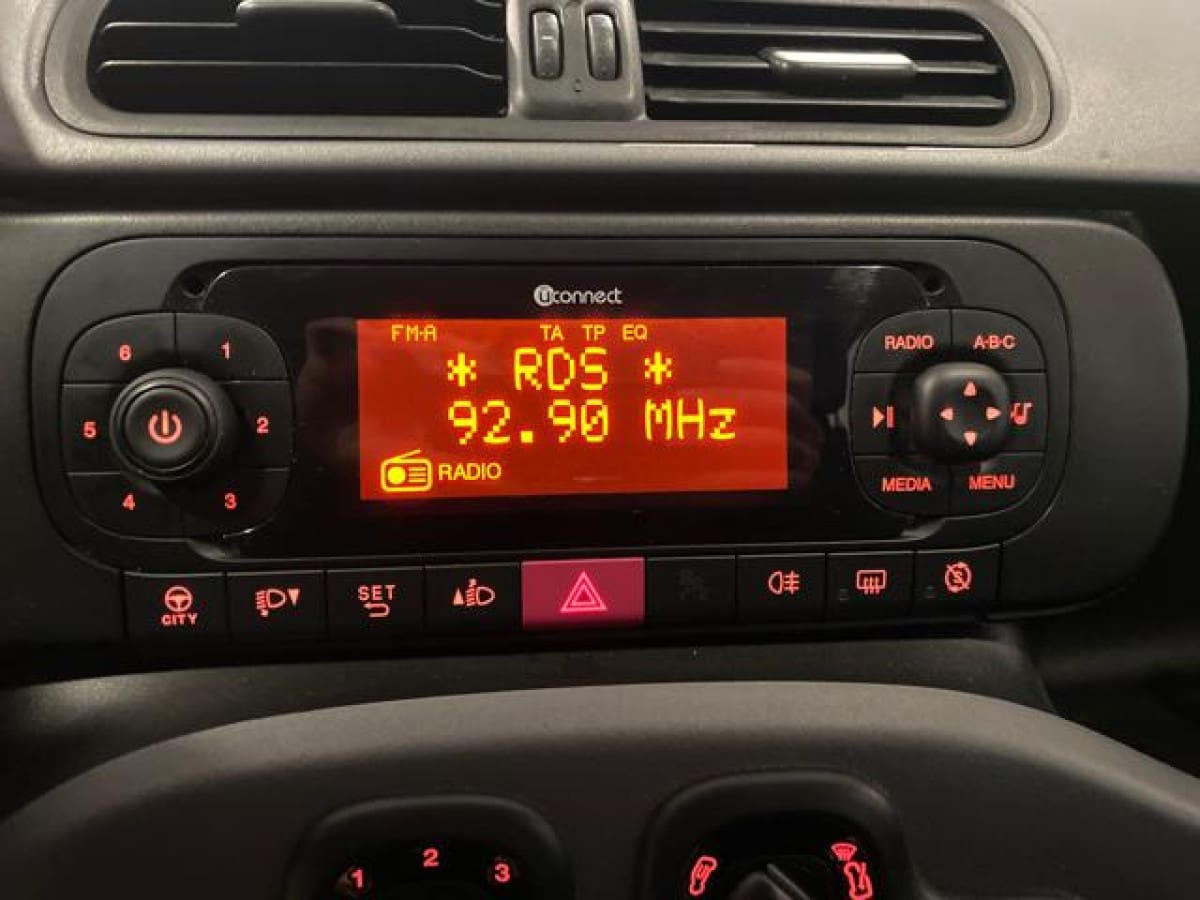 uconnect
FM-A TA TP EQ
* RDS *
92.90 MHz
RADIO
6 1
5 2
4 3
RADIO A-B-C
MEDIA MENU
CITY
SET
1 2 3